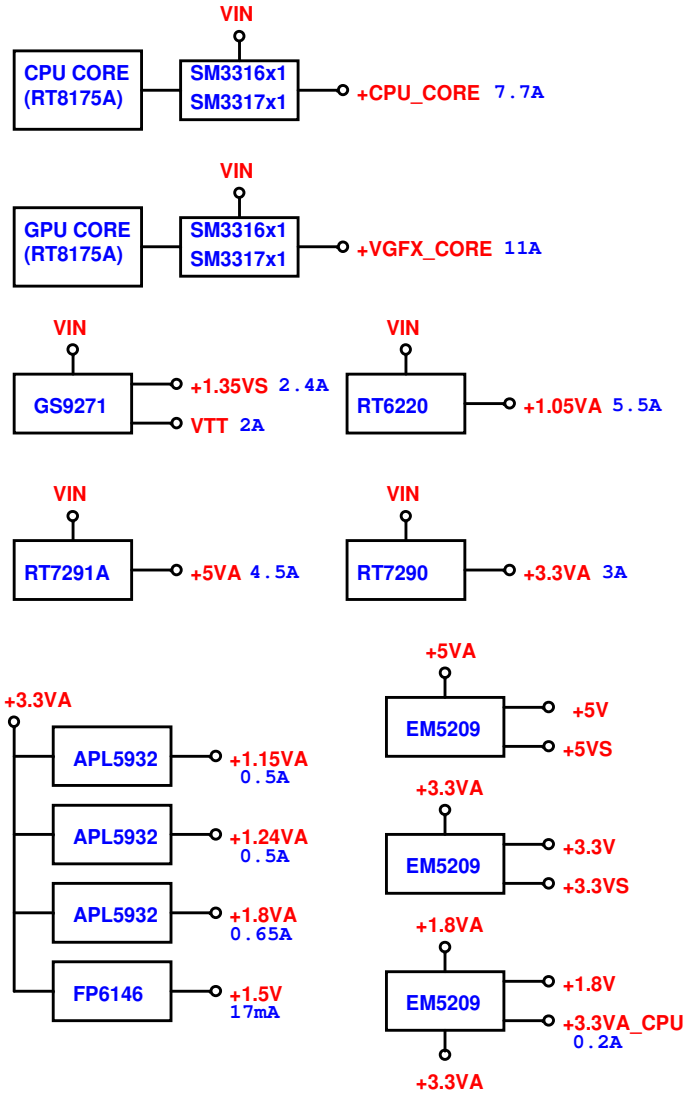 VIN
CPU CORE
(RT8175A)
SM3316x1
SM3317x1
+CPU_CORE 7.7A
VIN
GPU CORE
(RT8175A)
SM3316x1
SM3317x1
+VGFX_CORE 11A
VIN
GS9271
+1.35VS 2.4A
VTT 2A
VIN
RT6220
+1.05VA 5.5A
VIN
RT7291A
+5VA 4.5A
VIN
RT7290
+3.3VA 3A
+3.3VA
APL5932
+1.15VA
0.5A
APL5932
+1.24VA
0.5A
APL5932
+1.8VA
0.65A
FP6146
+1.5V
17mA
+5VA
EM5209
+5V
+5VS
+3.3VA
EM5209
+3.3V
+3.3VS
+1.8VA
EM5209
+1.8V
+3.3VA_CPU
0.2A
+3.3VA